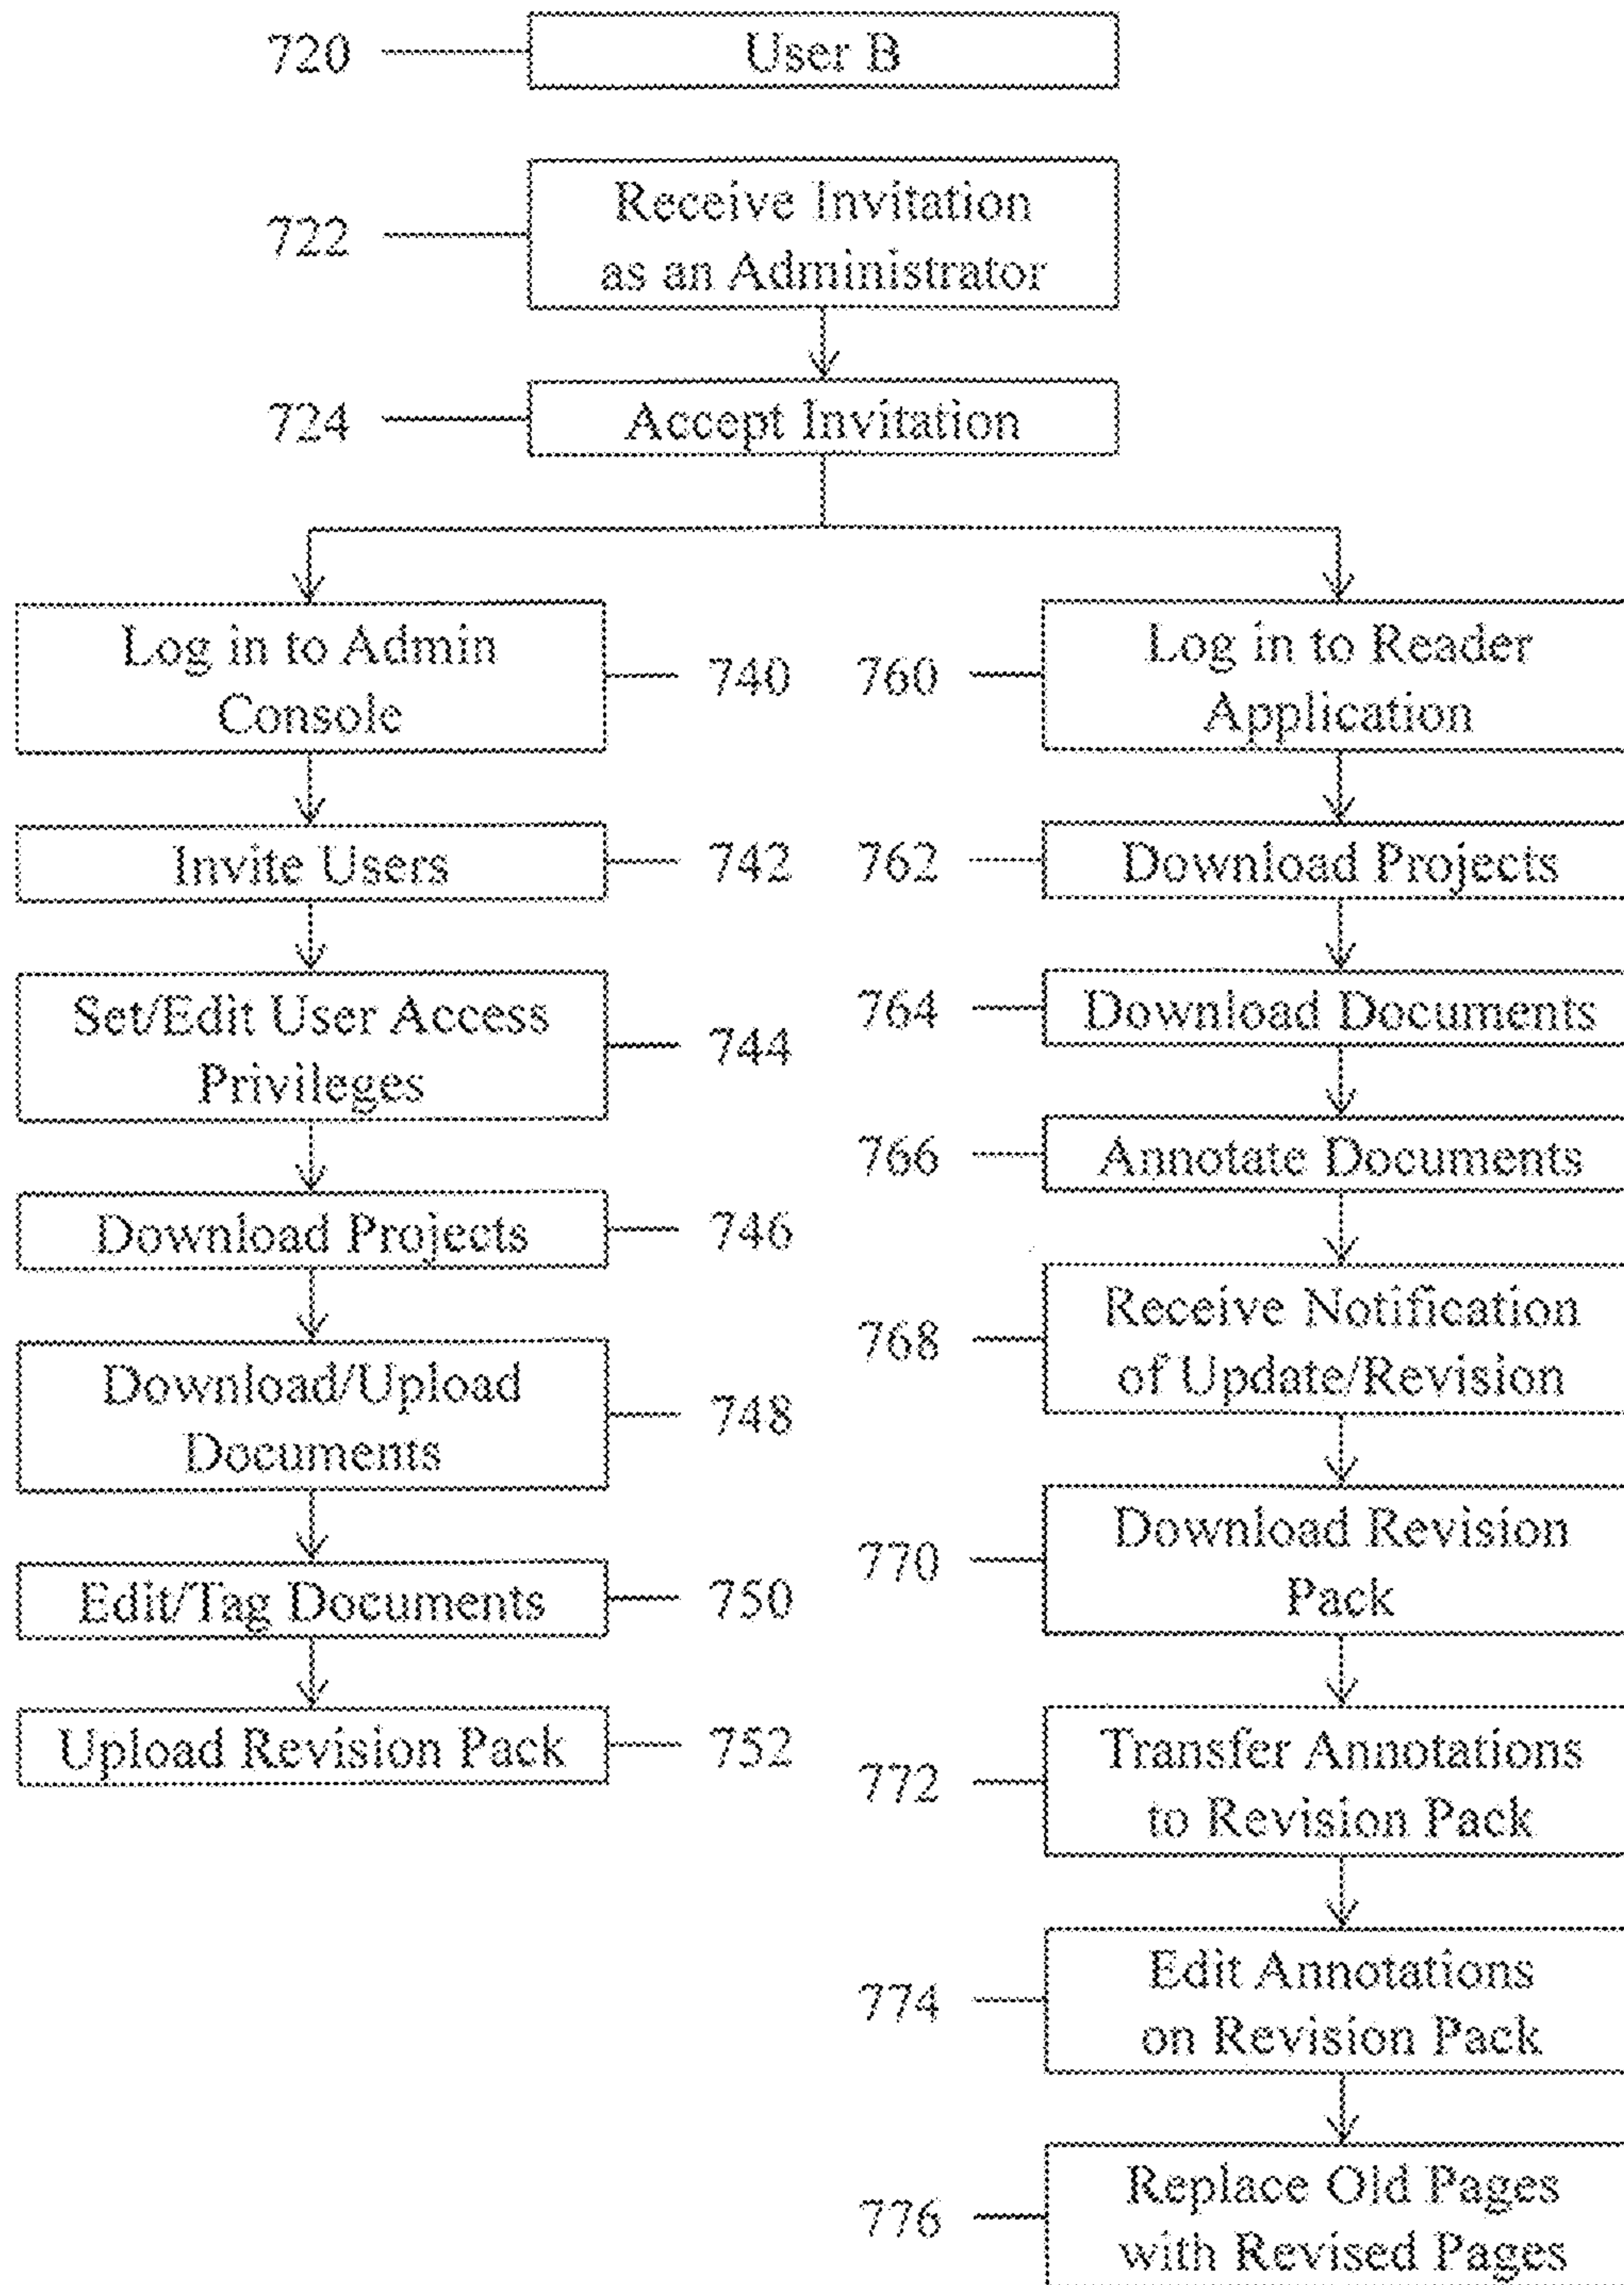 720
User B
722
Receive Invitation
as an Administrator
724
Accept Invitation
Log in to Admin
Console
740
Invite Users
742
Set/Edit User Access
Privileges
744
Download Projects
746
Download/Upload
Documents
748
Edit/Tag Documents
750
Upload Revision Pack
752
760
Log in to Reader
Application
762
Download Projects
764
Download Documents
766
Annotate Documents
768
Receive Notification
of Update/Revision
770
Download Revision
Pack
772
Transfer Annotations
to Revision Pack
774
Edit Annotations
on Revision Pack
776
Replace Old Pages
with Revised Pages